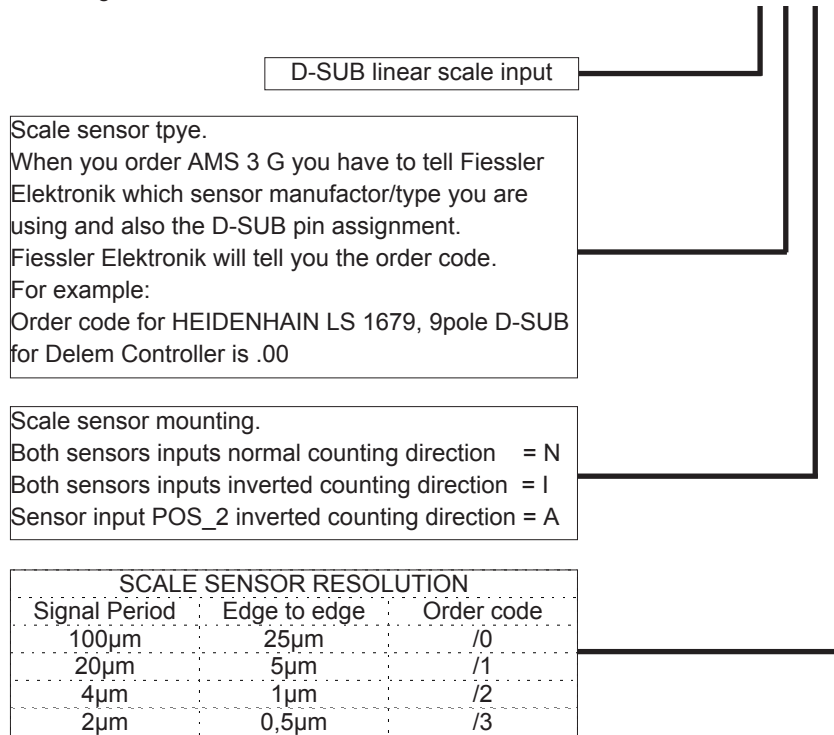 D-SUB linear scale input
Scale sensor tpye.
When you order AMS 3 G you have to tell Fiessler
Elektronik which sensor manufactor/type you are
using and also the D-SUB pin assignment.
Fiessler Elektronik will tell you the order code.
For example:
Order code for HEIDENHAIN LS 1679, 9pole D-SUB
for Delem Controller is .00
Scale sensor mounting.
Both sensors inputs normal counting direction = N
Both sensors inputs inverted counting direction = I
Sensor input POS_2 inverted counting direction = A
SCALE SENSOR RESOLUTION
Signal Period Edge to edge Order code
100µm 25µm /0
20µm 5µm /1
4µm 1µm /2
2µm 0,5µm /3